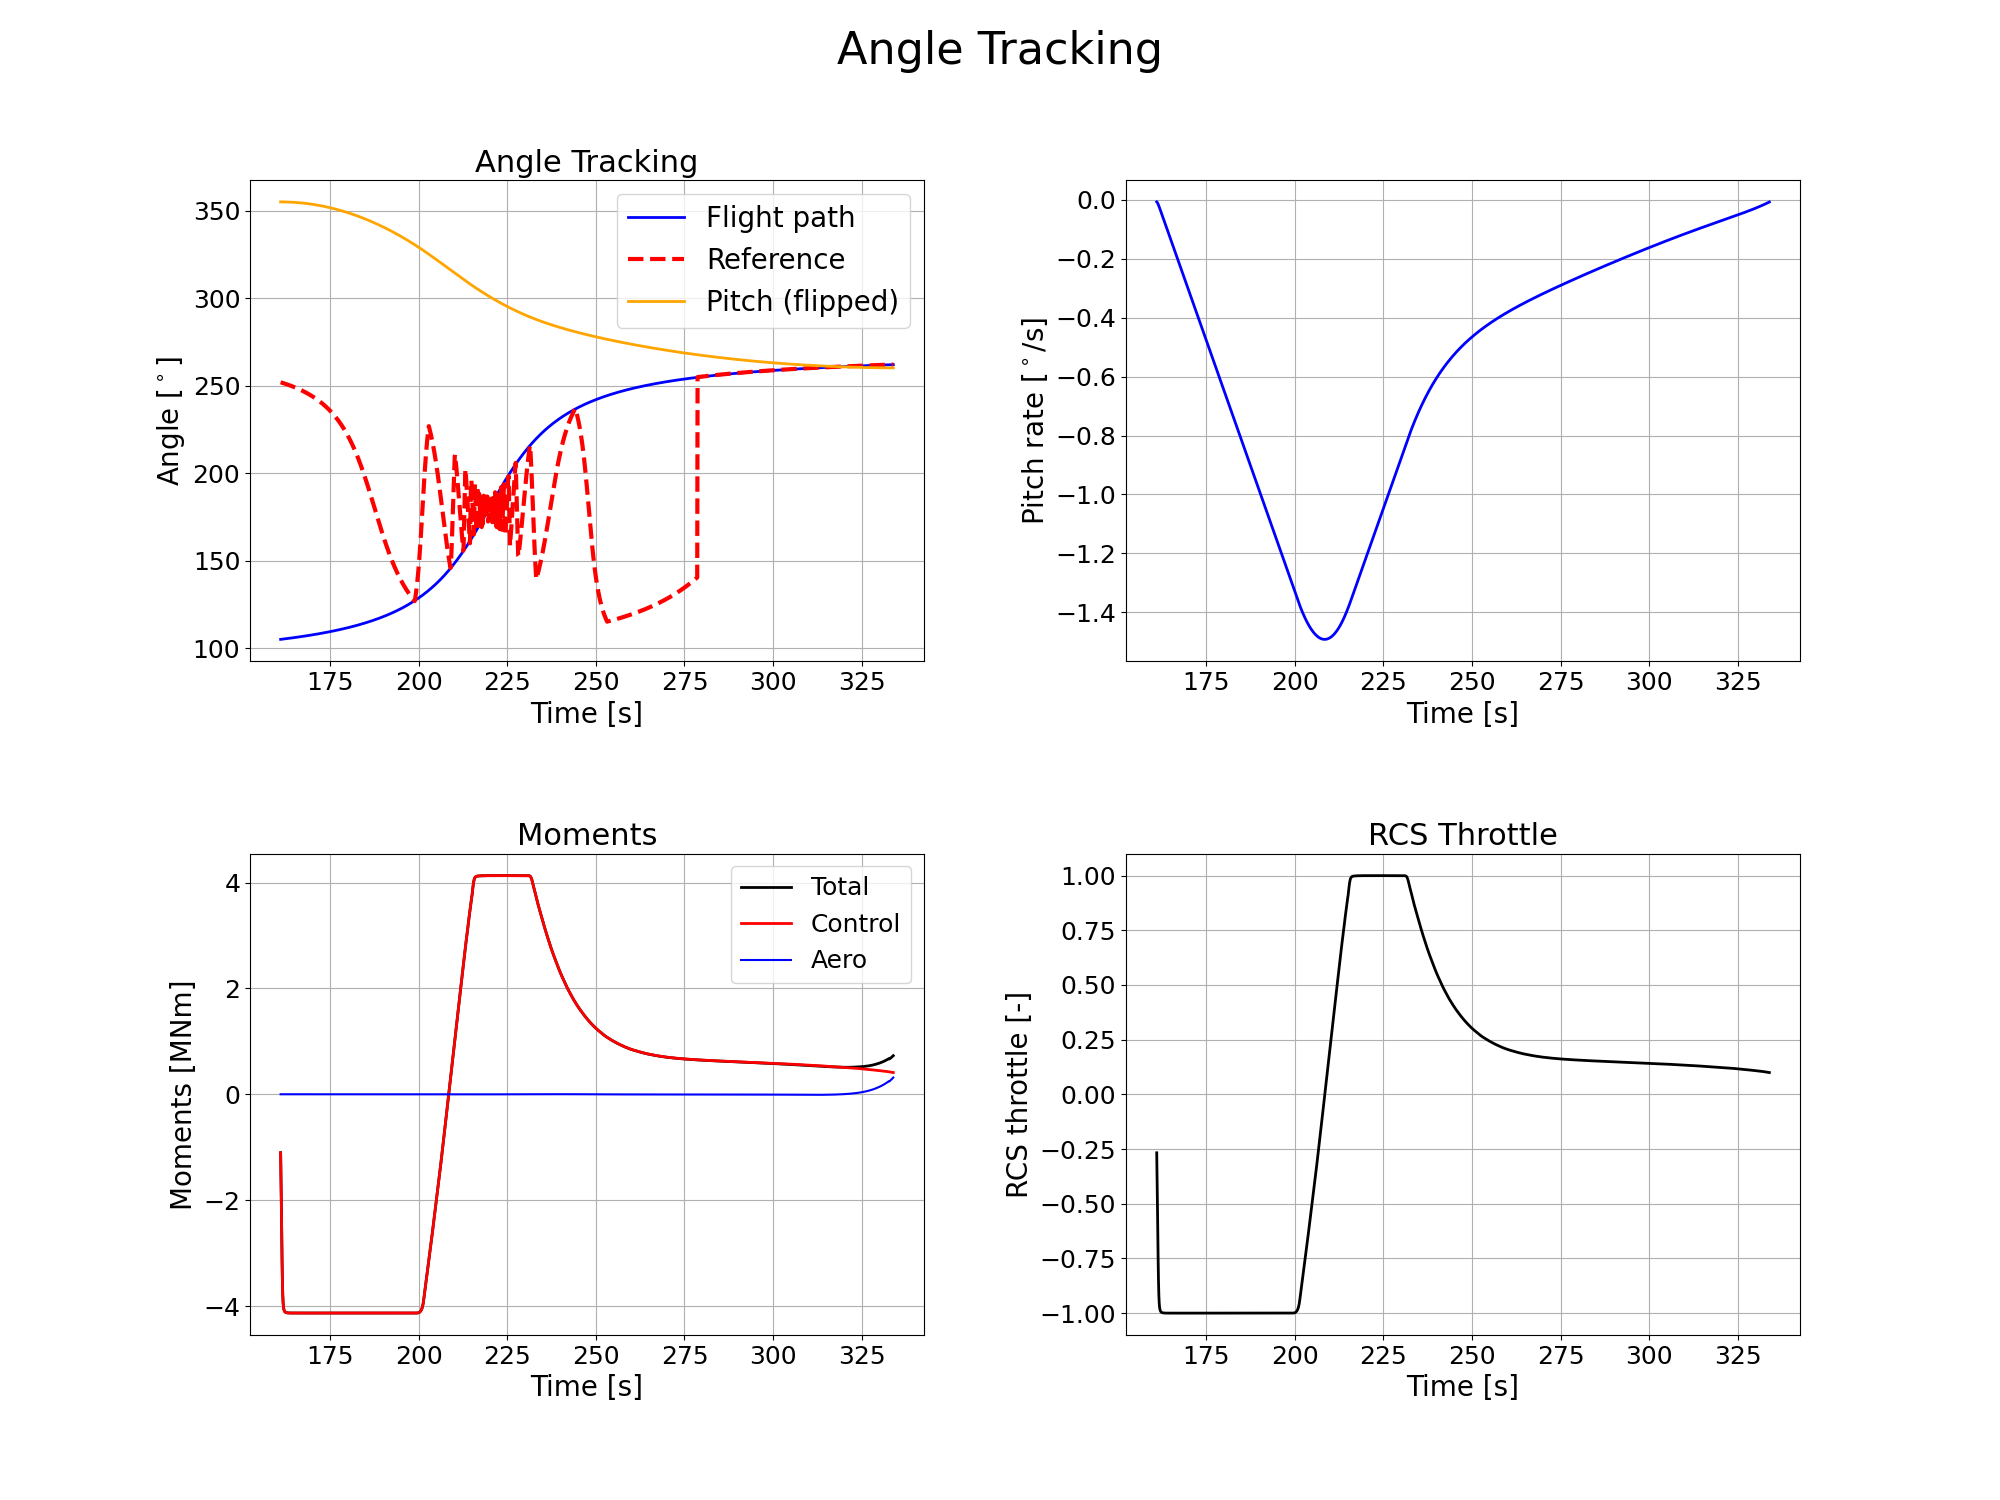 Angle Tracking
Angle Tracking
Flight path
Reference
Pitch (flipped)
350
300
250
200
150
100
Angle [°]
175 200 225 250 275 300 325
Time [s]
0.0
−0.2
−0.4
−0.6
−0.8
−1.0
−1.2
−1.4
Pitch rate [°/s]
175 200 225 250 275 300 325
Time [s]
Moments
Total
Control
Aero
4
2
0
−2
−4
Moments [MNm]
175 200 225 250 275 300 325
Time [s]
RCS Throttle
1.00
0.75
0.50
0.25
0.00
−0.25
−0.50
−0.75
−1.00
RCS throttle [-]
175 200 225 250 275 300 325
Time [s]